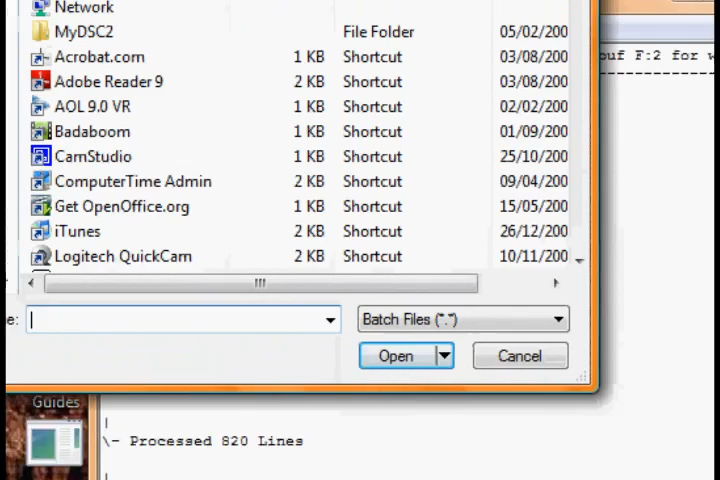 Network
MyDSC2 File Folder 05/02/200
Acrobat.com 1 KB Shortcut 03/08/200
Adobe Reader 9 2 KB Shortcut 03/08/200
AOL 9.0 VR 1 KB Shortcut 02/02/200
Badaboom 1 KB Shortcut 01/09/200
CamStudio 1 KB Shortcut 25/10/200
ComputerTime Admin 2 KB Shortcut 09/04/200
Get OpenOffice.org 1 KB Shortcut 15/05/200
iTunes 2 KB Shortcut 26/12/200
Logitech QuickCam 2 KB Shortcut 10/11/200
ouf F:2 for w
e: Batch Files (*.*)
Open Cancel
Guides
\- Processed 820 Lines